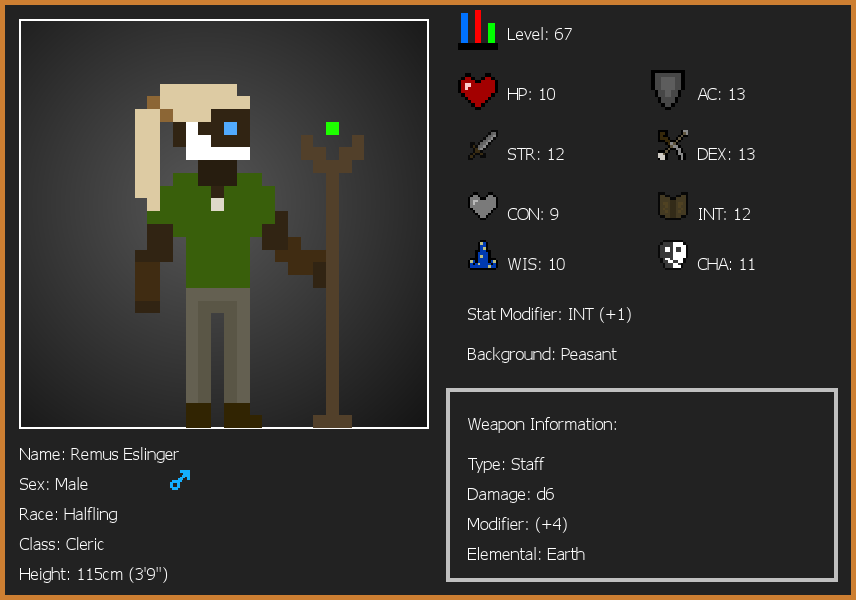 Level: 67
HP: 10
AC: 13
STR: 12
DEX: 13
CON: 9
INT: 12
WIS: 10
CHA: 11
Stat Modifier: INT (+1)
Background: Peasant
Weapon Information:
Type: Staff
Damage: d6
Modifier: (+4)
Elemental: Earth
Name: Remus Eslinger
Sex: Male
Race: Halfling
Class: Cleric
Height: 115cm (3'9")